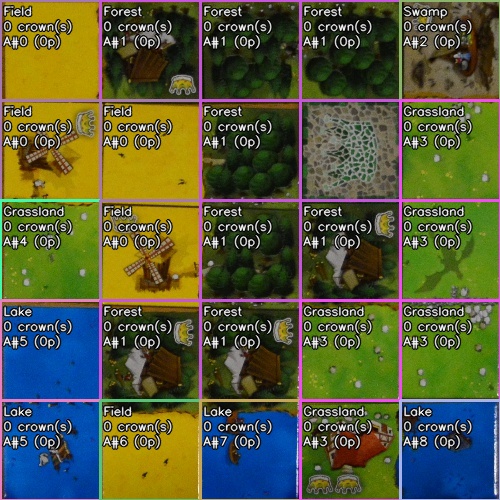 Field
0 crown(s)
A#0 (0p)
Forest
0 crown(s)
A#1 (0p)
Forest
0 crown(s)
A#1 (0p)
Forest
0 crown(s)
A#1 (0p)
Swamp
0 crown(s)
A#2 (0p)
Field
0 crown(s)
A#0 (0p)
Field
0 crown(s)
A#0 (0p)
Forest
0 crown(s)
A#1 (0p)
Grassland
0 crown(s)
A#3 (0p)
Grassland
0 crown(s)
A#4 (0p)
Field
0 crown(s)
A#0 (0p)
Forest
0 crown(s)
A#1 (0p)
Forest
0 crown(s)
A#1 (0p)
Grassland
0 crown(s)
A#3 (0p)
Lake
0 crown(s)
A#5 (0p)
Forest
0 crown(s)
A#1 (0p)
Forest
0 crown(s)
A#1 (0p)
Grassland
0 crown(s)
A#3 (0p)
Grassland
0 crown(s)
A#3 (0p)
Lake
0 crown(s)
A#5 (0p)
Field
0 crown(s)
A#6 (0p)
Lake
0 crown(s)
A#7 (0p)
Grassland
0 crown(s)
A#3 (0p)
Lake
0 crown(s)
A#8 (0p)